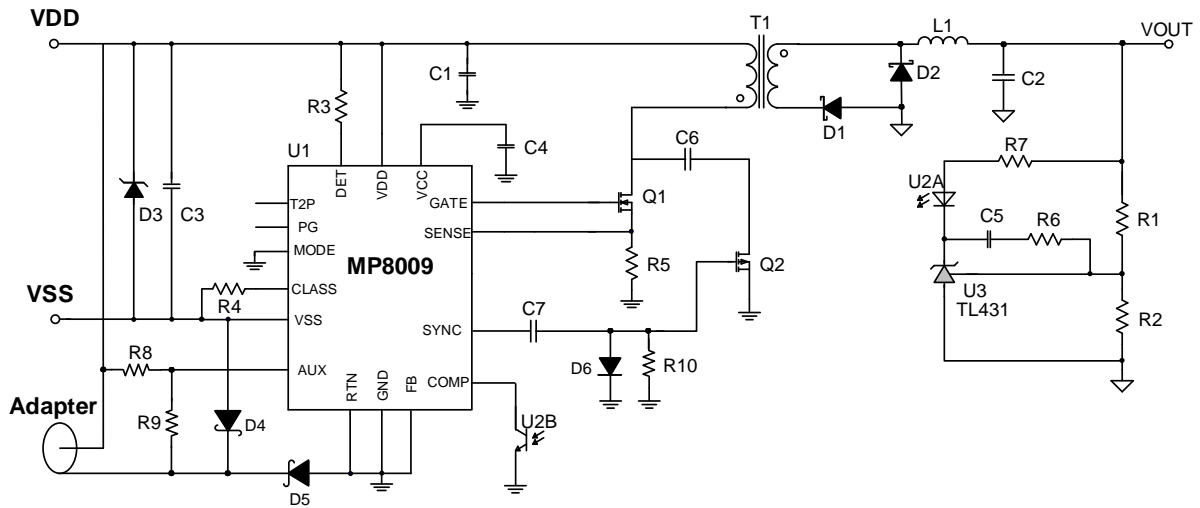 VDD
T1
L1
VOUT
C1
D2
C2
R3
D1
U1
C4
C6
R7
DET
VDD
VCC
U2A
D3
C3
T2P
GATE
Q1
PG
SENSE
C5
R6
R1
MODE
MP8009
R5
Q2
CLASS
U3
TL431
VSS
R4
VSS
SYNC
C7
R2
R8
AUX
D6
R10
RTN
GND
FB
COMP
Adapter
R9
D4
U2B
D5